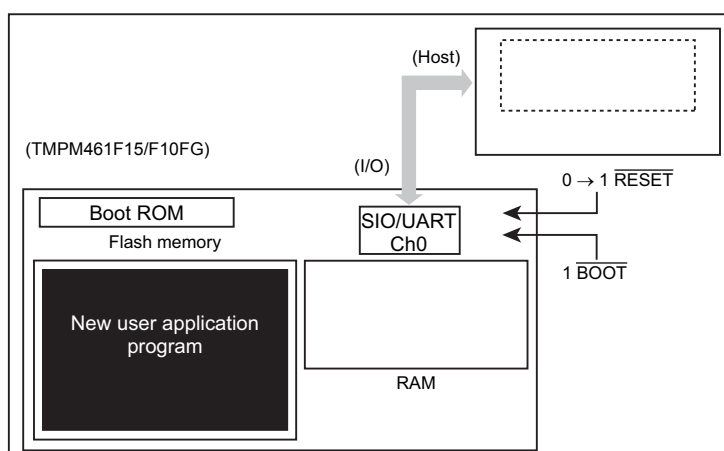 (Host)
(TMPM461F15/F10FG)
(I/O)
0 → 1 RESET
Boot ROM
SIO/UART
Ch0
Flash memory
1 BOOT
New user application
program
RAM